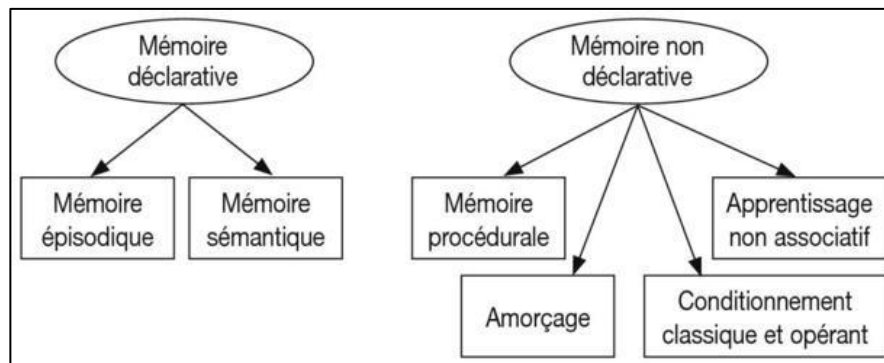 Mémoire
déclarative
Mémoire non
déclarative
Mémoire
épisodique
Mémoire
sémantique
Mémoire
procédurale
Apprentissage
non associatif
Amorçage
Conditionnement
classique et opérant